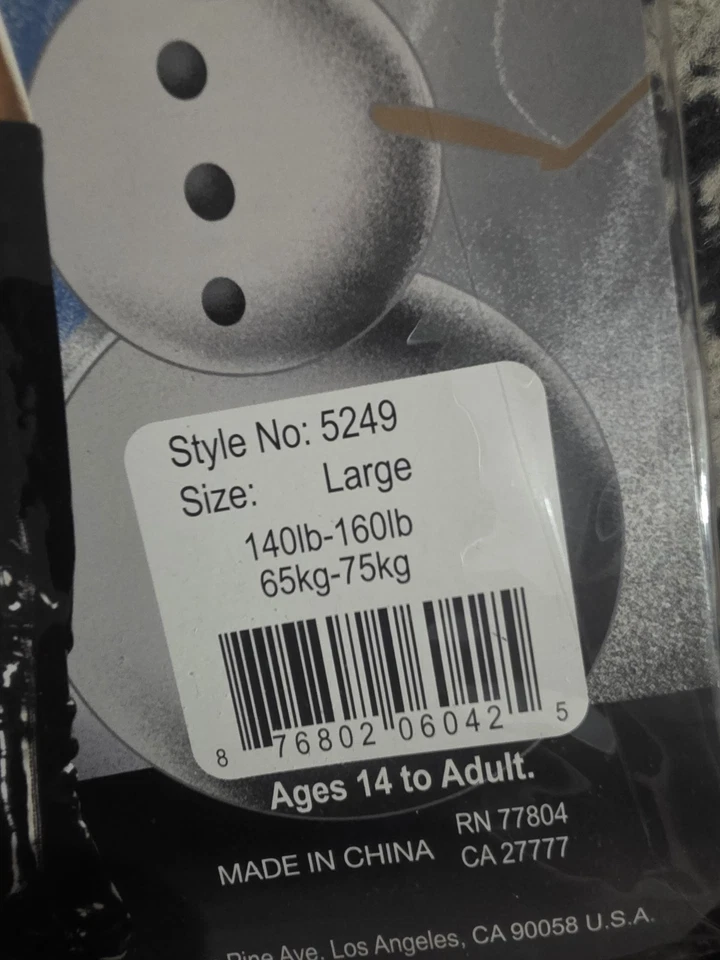 Style No: 5249
Size: Large
140lb-160lb
65kg-75kg
8 76802 06042 5
Ages 14 to Adult.
RN 77804
MADE IN CHINA CA 27777
Ave, Los Angeles, CA 90058 U.S.A.